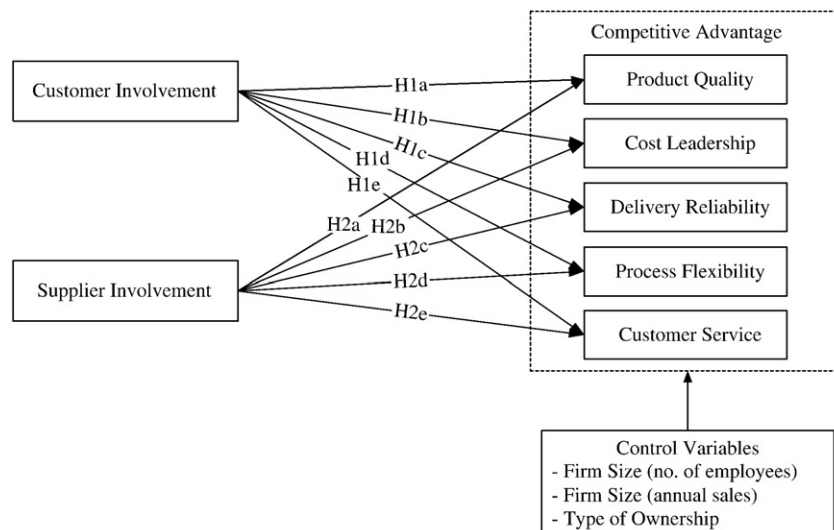 Competitive Advantage
Customer Involvement
Supplier Involvement
H1a
H1b
H1c
H1d
H1e
H2a
H2b
H2c
H2d
H2e
Product Quality
Cost Leadership
Delivery Reliability
Process Flexibility
Customer Service
Control Variables
- Firm Size (no. of employees)
- Firm Size (annual sales)
- Type of Ownership